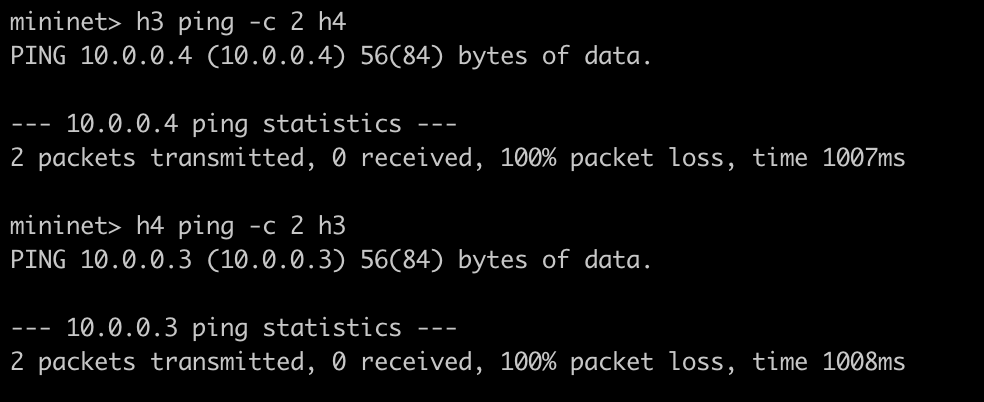 mininet> h3 ping -c 2 h4
PING 10.0.0.4 (10.0.0.4) 56(84) bytes of data.
--- 10.0.0.4 ping statistics ---
2 packets transmitted, 0 received, 100% packet loss, time 1007ms
mininet> h4 ping -c 2 h3
PING 10.0.0.3 (10.0.0.3) 56(84) bytes of data.
--- 10.0.0.3 ping statistics ---
2 packets transmitted, 0 received, 100% packet loss, time 1008ms